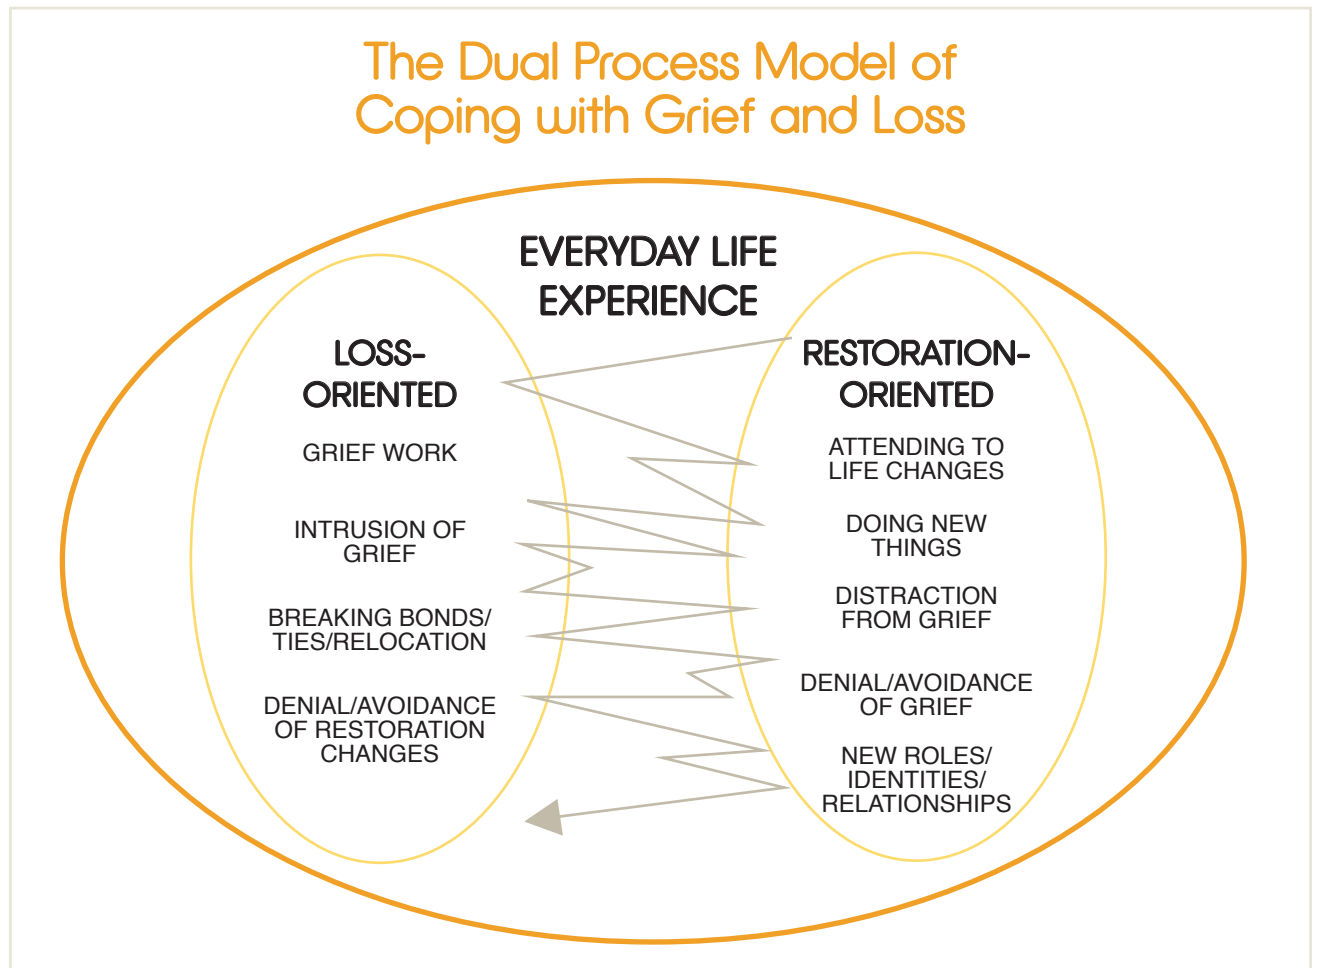 The Dual Process Model of
Coping with Grief and Loss
EVERYDAY LIFE
EXPERIENCE
LOSS-
ORIENTED
GRIEF WORK
INTRUSION OF
GRIEF
BREAKING BONDS/
TIES/RELOCATION
DENIAL/AVOIDANCE
OF RESTORATION
CHANGES
RESTORATION-
ORIENTED
ATTENDING TO
LIFE CHANGES
DOING NEW
THINGS
DISTRACTION
FROM GRIEF
DENIAL/AVOIDANCE
OF GRIEF
NEW ROLES/
IDENTITIES/
RELATIONSHIPS